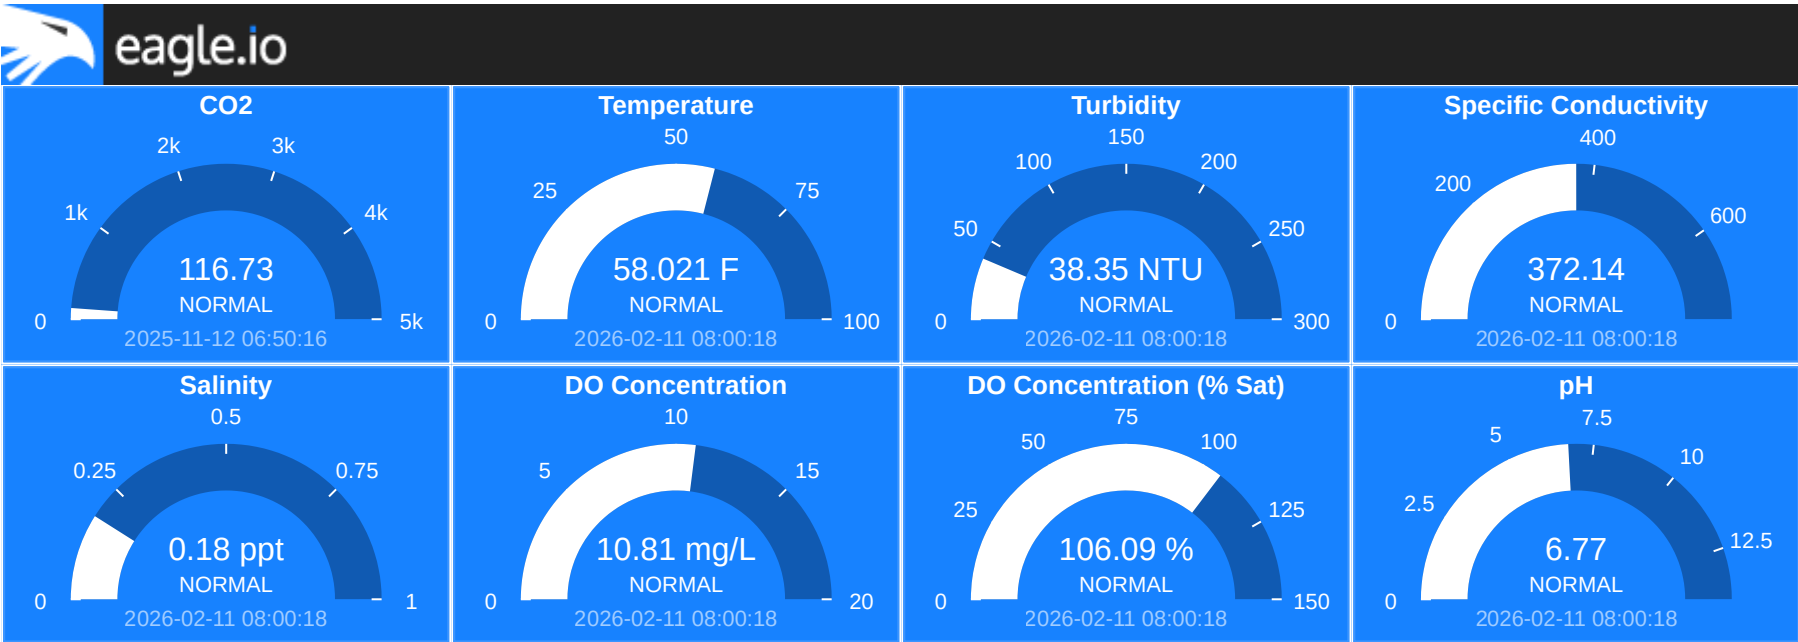 eagle.io
CO2
0
1k
2k
3k
4k
5k
116.73
NORMAL
2025-11-12 06:50:16
Temperature
0
25
50
75
100
58.021 F
NORMAL
2026-02-11 08:00:18
Turbidity
0
50
100
150
200
250
300
38.35 NTU
NORMAL
2026-02-11 08:00:18
Specific Conductivity
0
200
400
600
372.14
NORMAL
2026-02-11 08:00:18
Salinity
0
0.25
0.5
0.75
1
0.18 ppt
NORMAL
2026-02-11 08:00:18
DO Concentration
0
5
10
15
20
10.81 mg/L
NORMAL
2026-02-11 08:00:18
DO Concentration (% Sat)
0
25
50
75
100
125
150
106.09 %
NORMAL
2026-02-11 08:00:18
pH
0
2.5
5
7.5
10
12.5
6.77
NORMAL
2026-02-11 08:00:18